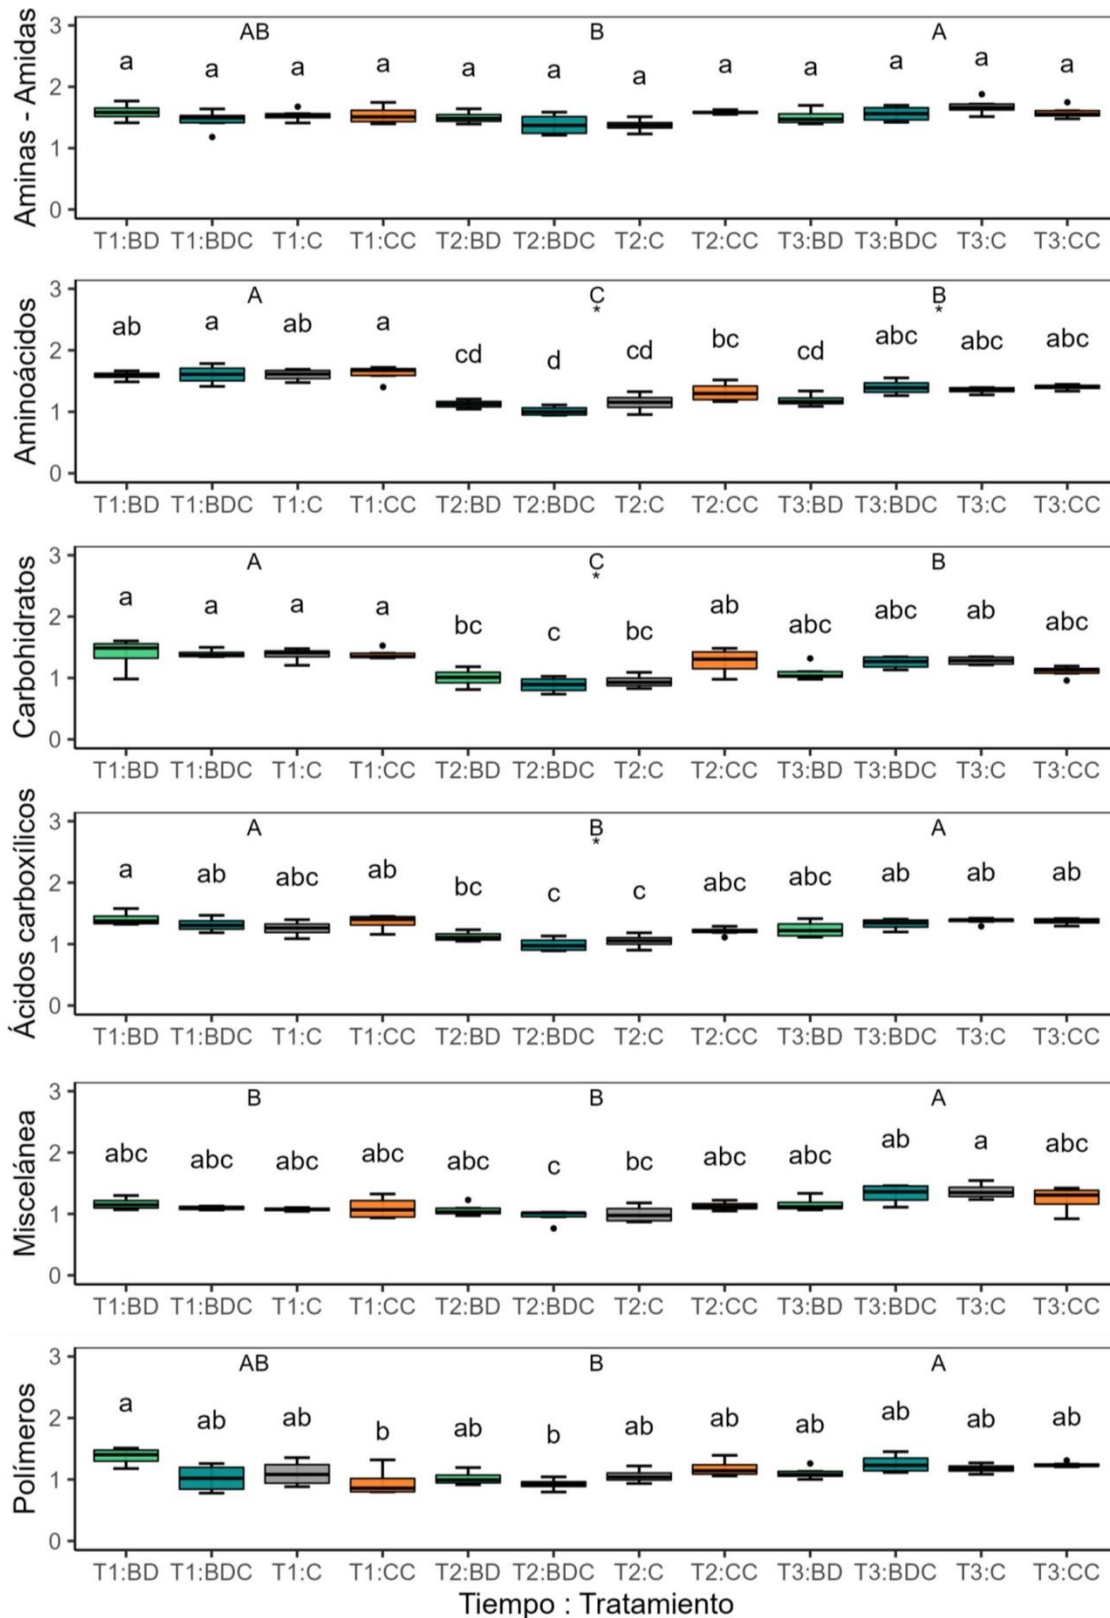 Aminas - Amidas
3
2
1
0
AB B A
a a a a a a a a a a a a
T1:BD T1:BDC T1:C T1:CC T2:BD T2:BDC T2:C T2:CC T3:BD T3:BDC T3:C T3:CC
Aminoácidos
3
2
1
0
A C B
* *
ab a ab a cd d cd bc cd abc abc abc
T1:BD T1:BDC T1:C T1:CC T2:BD T2:BDC T2:C T2:CC T3:BD T3:BDC T3:C T3:CC
Carbohidratos
3
2
1
0
A C B
*
a a a a bc c bc ab abc abc ab abc
T1:BD T1:BDC T1:C T1:CC T2:BD T2:BDC T2:C T2:CC T3:BD T3:BDC T3:C T3:CC
Ácidos carboxílicos
3
2
1
0
A B A
*
a ab abc ab bc c c abc abc ab ab ab
T1:BD T1:BDC T1:C T1:CC T2:BD T2:BDC T2:C T2:CC T3:BD T3:BDC T3:C T3:CC
Miscelánea
3
2
1
0
B B A
abc abc abc abc abc c bc abc abc ab a abc
T1:BD T1:BDC T1:C T1:CC T2:BD T2:BDC T2:C T2:CC T3:BD T3:BDC T3:C T3:CC
Polímeros
3
2
1
0
AB B A
a ab ab b ab b ab ab ab ab ab ab
T1:BD T1:BDC T1:C T1:CC T2:BD T2:BDC T2:C T2:CC T3:BD T3:BDC T3:C T3:CC
Tiempo : Tratamiento